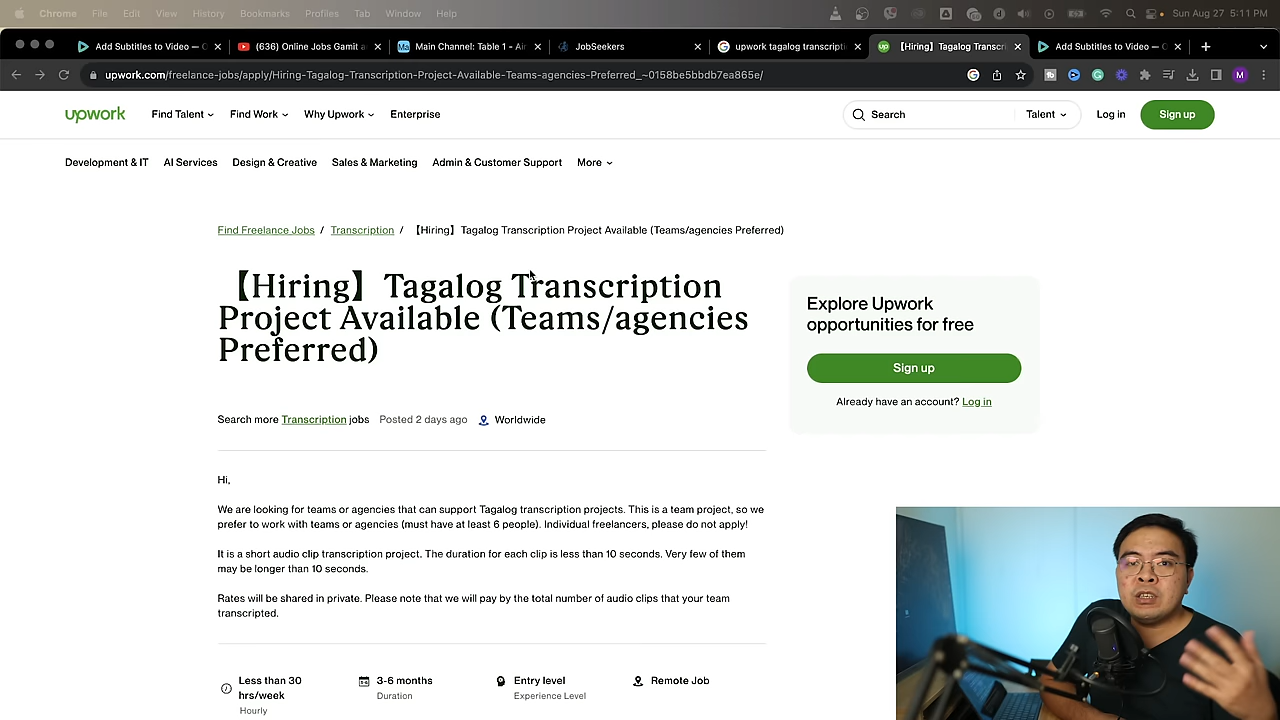 Chrome File Edit View History Bookmarks Profiles Tab Window Help Sun Aug 27 5:11 PM
Add Subtitles to Video — C (636) Online Jobs Gamit a Main Channel: Table 1 - Air JobSeekers upwork tagalog transcripti 【Hiring】Tagalog Transcri Add Subtitles to Video — C
upwork.com/freelance-jobs/apply/Hiring-Tagalog-Transcription-Project-Available-Teams-agencies-Preferred_~0158be5bbdb7ea865e/ M
upwork Find Talent Find Work Why Upwork Enterprise Search Talent Log in Sign up
Development & IT AI Services Design & Creative Sales & Marketing Admin & Customer Support More
Find Freelance Jobs / Transcription / 【Hiring】Tagalog Transcription Project Available (Teams/agencies Preferred)
【Hiring】Tagalog Transcription
Project Available (Teams/agencies
Preferred)
Explore Upwork
opportunities for free
Sign up
Already have an account? Log in
Search more Transcription jobs Posted 2 days ago Worldwide
Hi,
We are looking for teams or agencies that can support Tagalog transcription projects. This is a team project, so we
prefer to work with teams or agencies (must have at least 6 people). Individual freelancers, please do not apply!
It is a short audio clip transcription project. The duration for each clip is less than 10 seconds. Very few of them
may be longer than 10 seconds.
Rates will be shared in private. Please note that we will pay by the total number of audio clips that your team
transcripted.
Less than 30
hrs/week
Hourly
3-6 months
Duration
Entry level
Experience Level
Remote Job